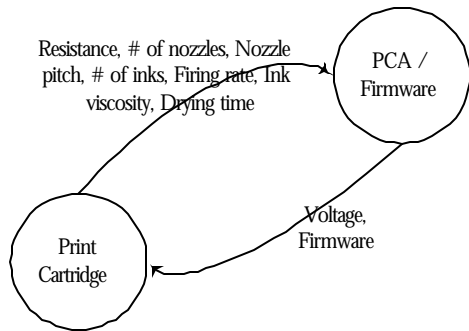 Resistance, # of nozzles, Nozzle
pitch, # of inks, Firing rate, Ink
viscosity, Drying time
PCA /
Firmware
Voltage,
Firmware
Print
Cartridge